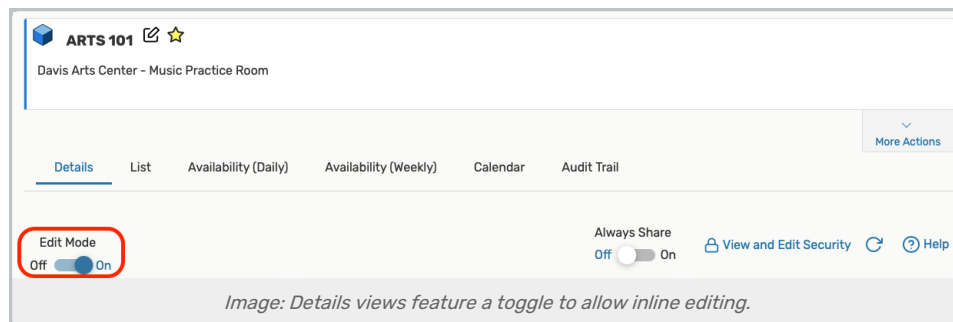 ARTS 101
Davis Arts Center - Music Practice Room
More Actions
Details List Availability (Daily) Availability (Weekly) Calendar Audit Trail
Edit Mode
Off On
Always Share
Off On
View and Edit Security
? Help
Image: Details views feature a toggle to allow inline editing.